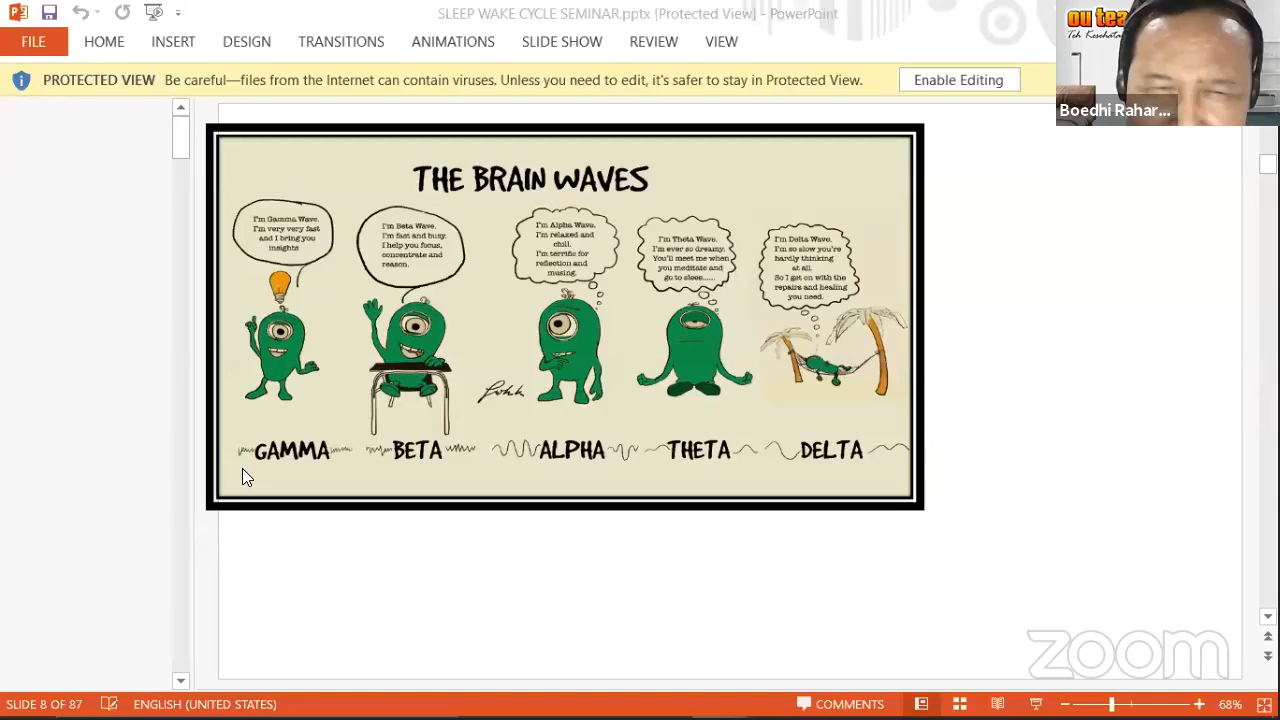 SLEEP WAKE CYCLE SEMINAR.pptx [Protected View] - PowerPoint
FILE HOME INSERT DESIGN TRANSITIONS ANIMATIONS SLIDE SHOW REVIEW VIEW
PROTECTED VIEW Be careful—files from the Internet can contain viruses. Unless you need to edit, it's safer to stay in Protected View. Enable Editing
ou tea
Teh Kesehata
Boedhi Rahar...
THE BRAIN WAVES
I'm Gamma Wave.
I'm very very fast
and I bring you
insights
I'm Beta Wave,
I'm fast and busy.
I help you focus,
concentrate and
reason.
I'm Alpha Wave.
I'm relaxed and
chill.
I'm terrific for
reflection and
musing.
I'm Theta Wave.
I'm ever so dreamy.
You'll meet me when
you meditate and
go to sleep......
I'm Delta Wave.
I'm so slow you're
hardly thinking
at all.
So I get on with the
repairs and healing
you need.
GAMMA BETA ALPHA THETA DELTA
zoom
SLIDE 8 OF 87 ENGLISH (UNITED STATES) COMMENTS 68%